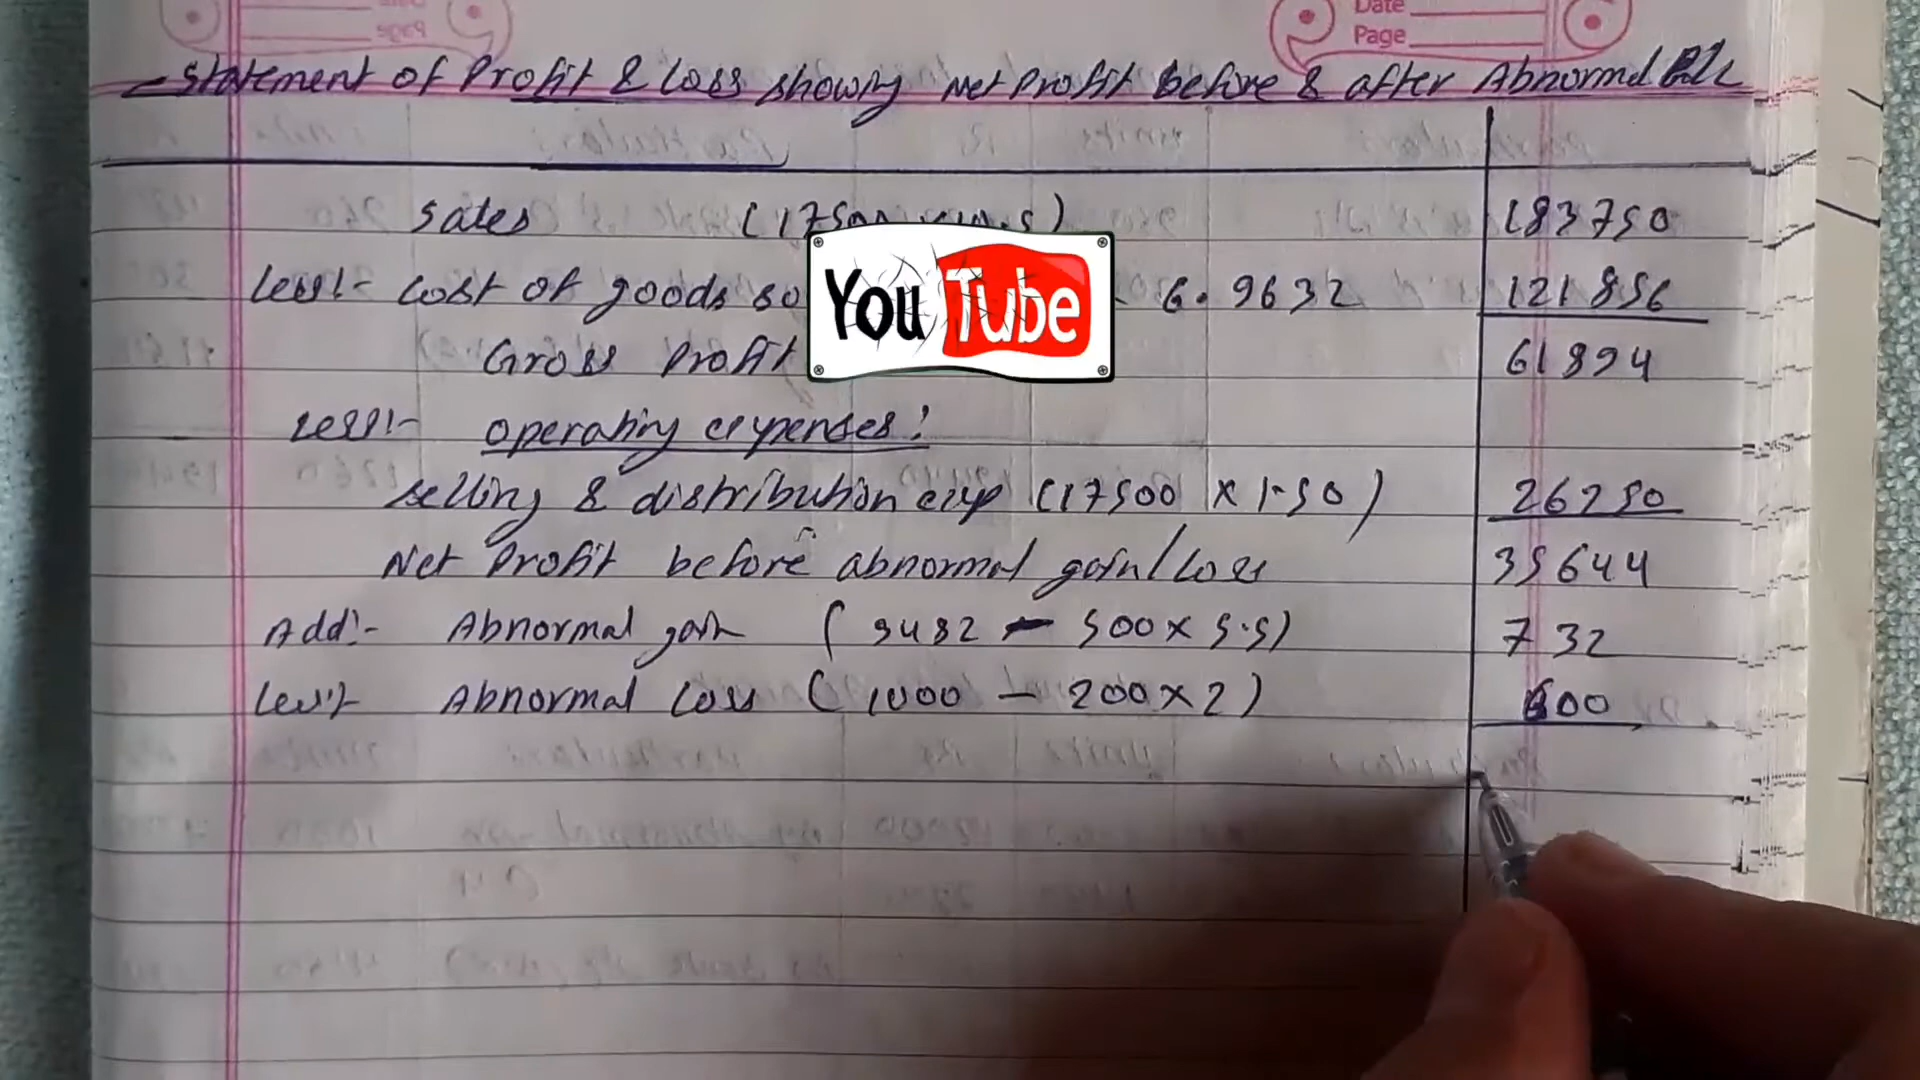 Date
Page
Statement of Profit & Loss showing Net Profit before & after Abnormal
Sales (17500 ) 183750
Less:- Cost of goods so 6.9632 121856
YouTube
Gross Profit 61894
Less:- operating expenses:
Selling & distribution exp (17500 x 1.50) 26250
Net Profit before abnormal gain/Loss 35644
Add:- Abnormal gain ( 3482 - 500 x 5.5) 732
Less:- Abnormal Loss ( 1000 - 200 x 2) 600